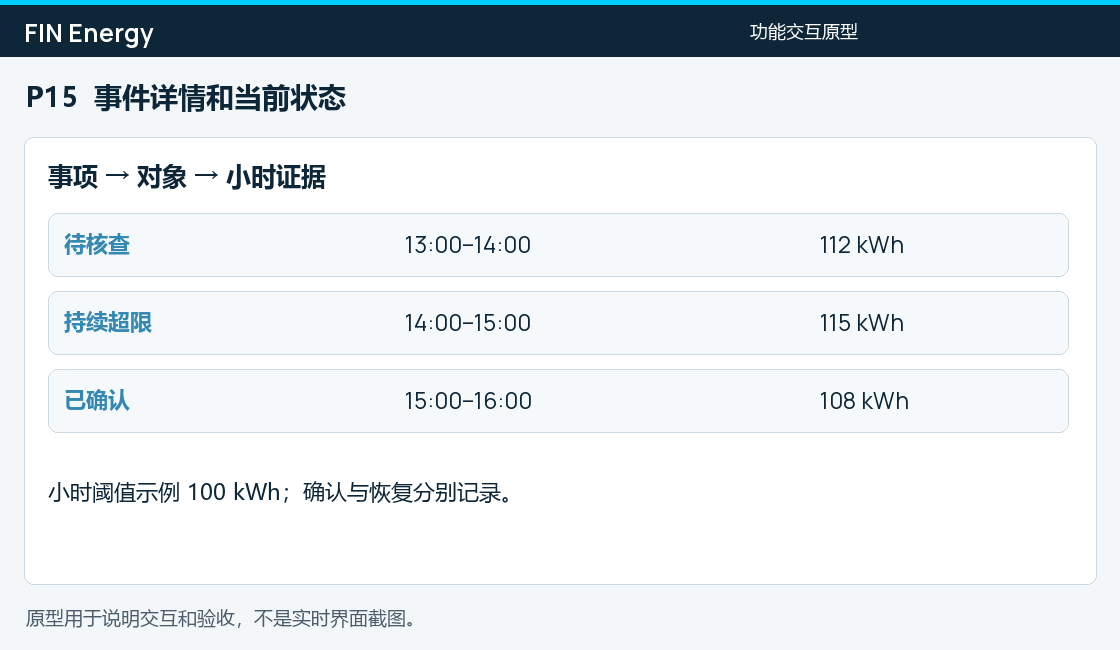 FIN Energy
功能交互原型
P15 事件详情和当前状态
事项 → 对象 → 小时证据
待核查 13:00–14:00 112 kWh
持续超限 14:00–15:00 115 kWh
已确认 15:00–16:00 108 kWh
小时阈值示例 100 kWh；确认与恢复分别记录。
原型用于说明交互和验收，不是实时界面截图。